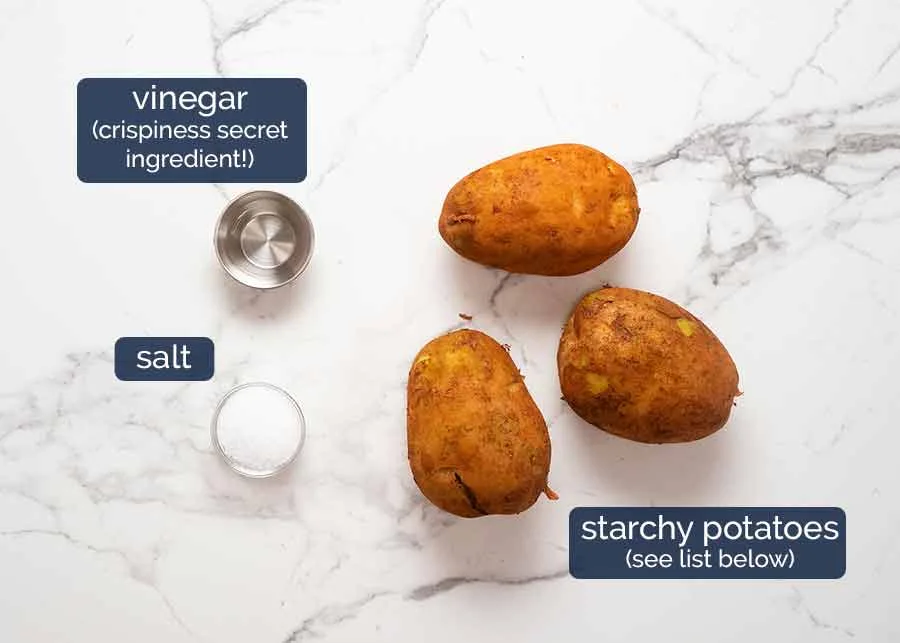 vinegar
(crispiness secret
ingredient!)
salt
starchy potatoes
(see list below)